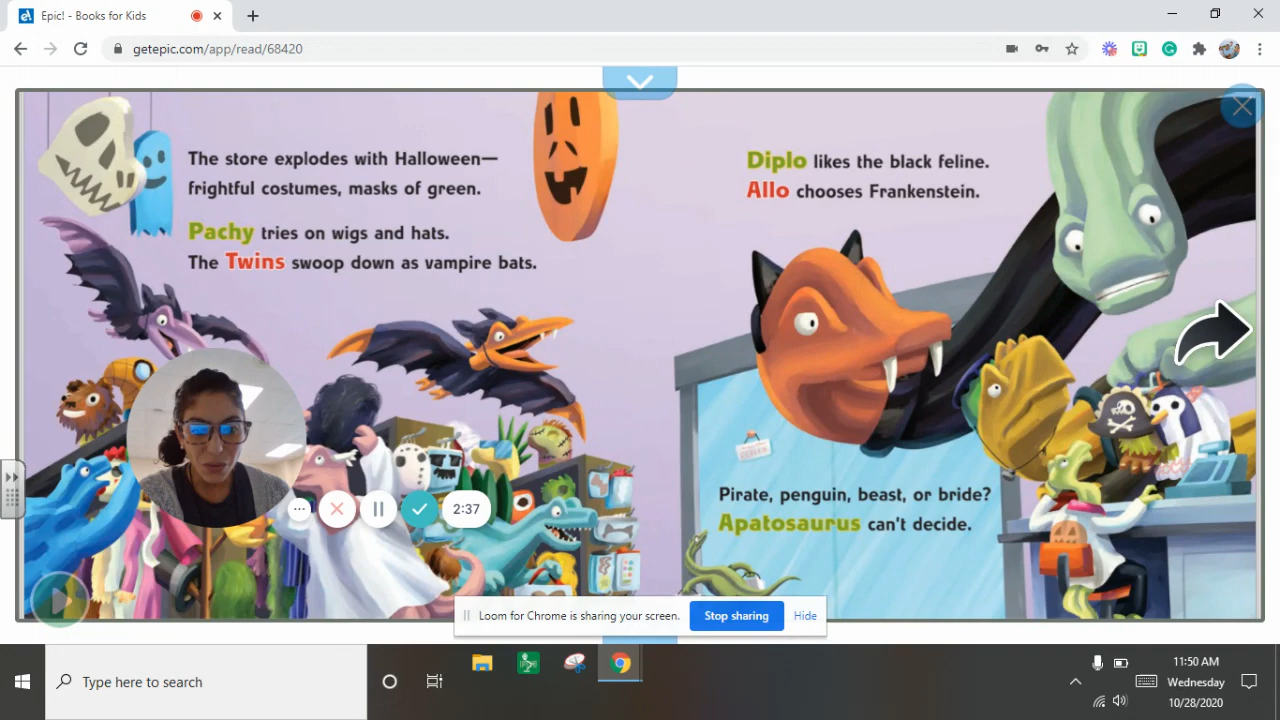 Epic! - Books for Kids
getepic.com/app/read/68420
The store explodes with Halloween—
frightful costumes, masks of green.
Pachy tries on wigs and hats.
The Twins swoop down as vampire bats.
Diplo likes the black feline.
Allo chooses Frankenstein.
Pirate, penguin, beast, or bride?
Apatosaurus can't decide.
2:37
Loom for Chrome is sharing your screen.
Stop sharing
Hide
Type here to search
11:50 AM
Wednesday
10/28/2020